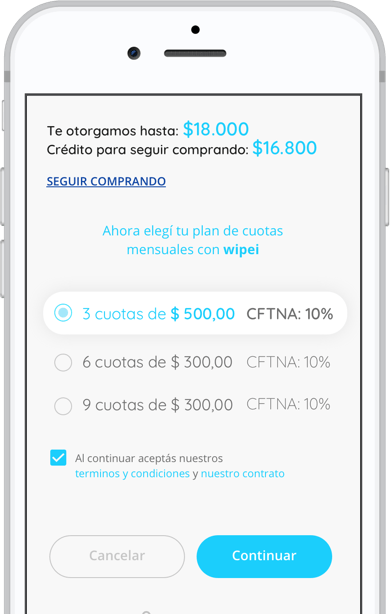 Te otorgamos hasta: $18.000
Crédito para seguir comprando: $16.800
SEGUIR COMPRANDO
Ahora elegí tu plan de cuotas
mensuales con wipei
3 cuotas de $ 500,00 CFTNA: 10%
6 cuotas de $ 300,00 CFTNA: 10%
9 cuotas de $ 300,00 CFTNA: 10%
Al continuar aceptás nuestros
terminos y condiciones y nuestro contrato
Cancelar Continuar